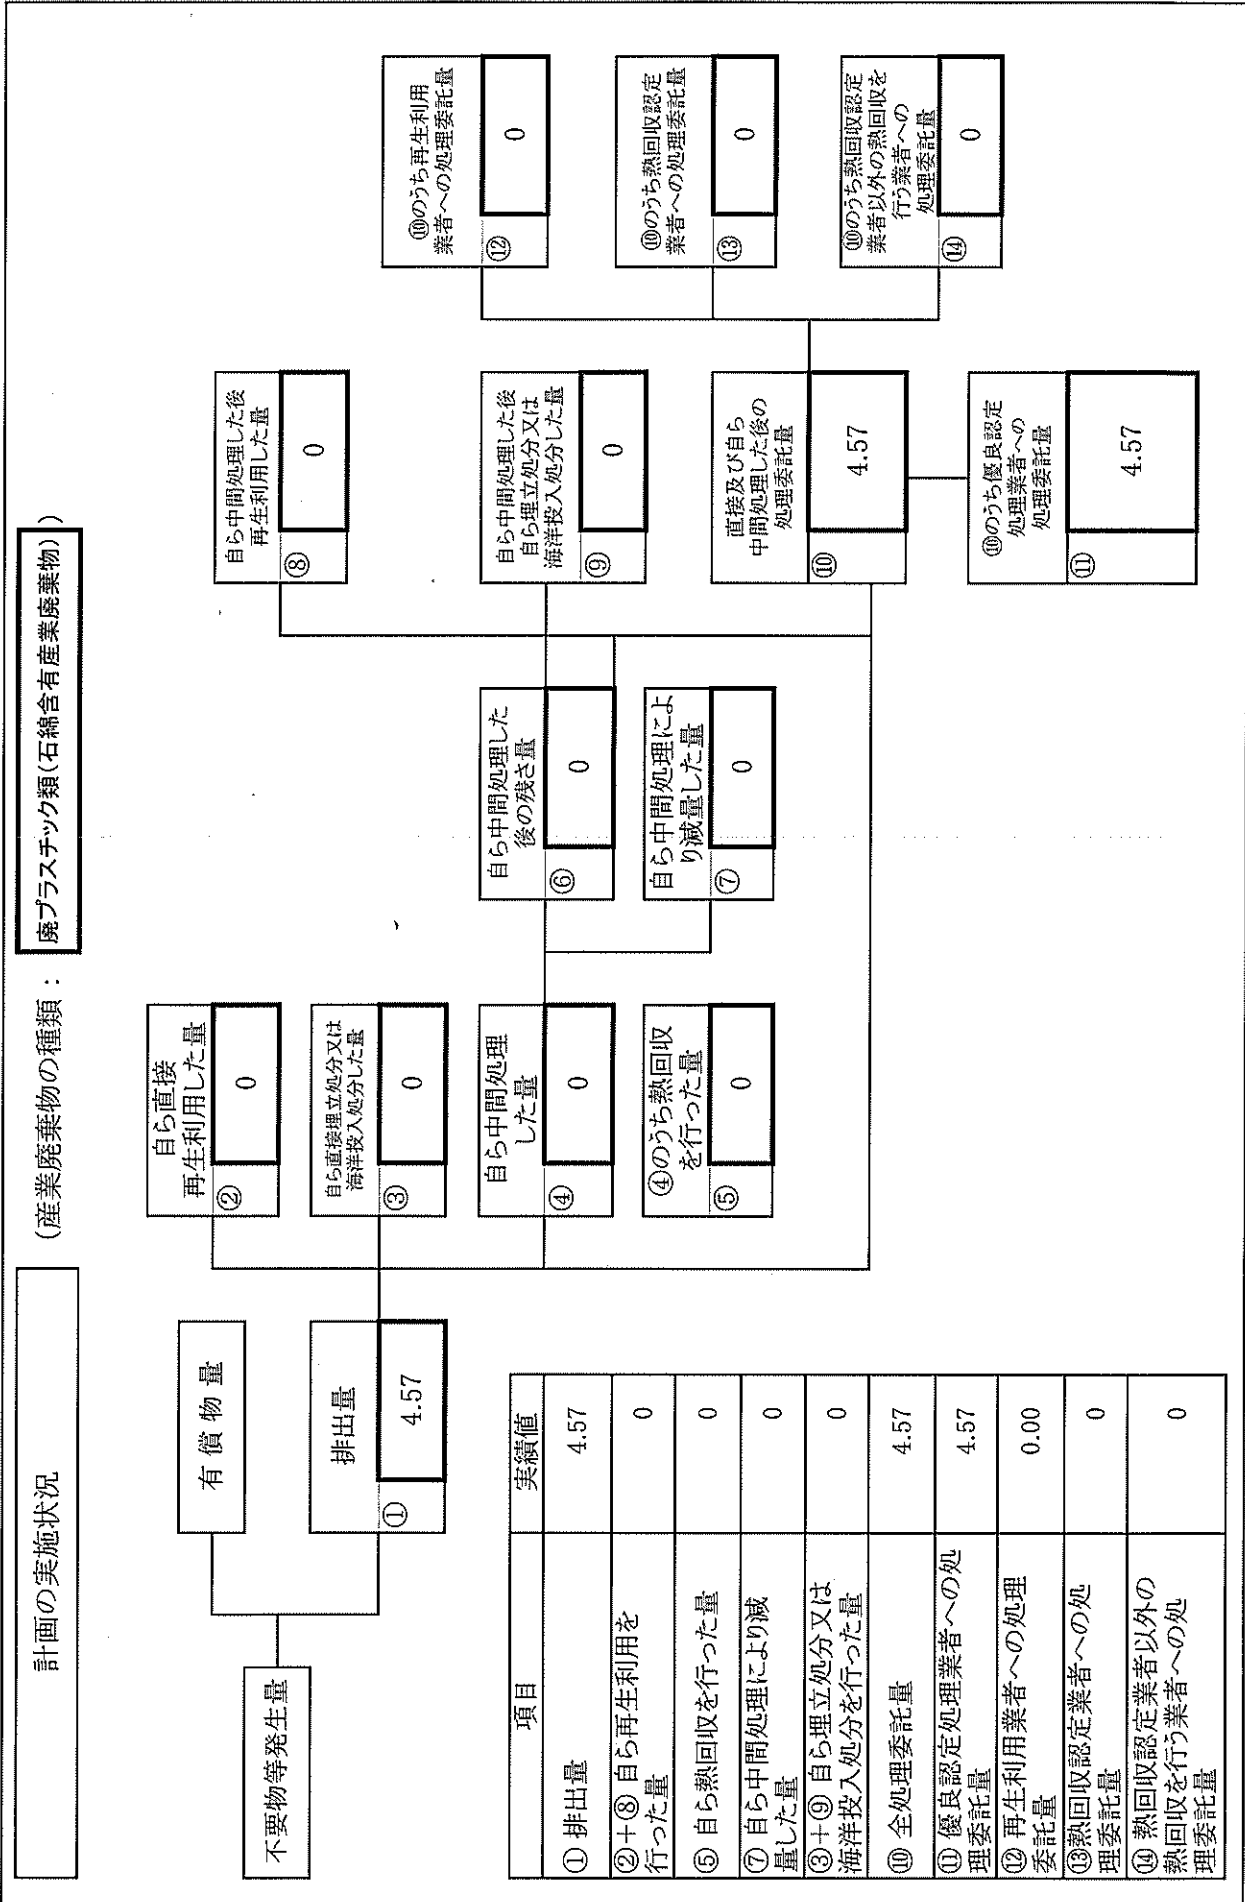 計画の実施状況
(産業廃棄物の種類：
廃プラスチック類(石綿含有産業廃棄物)
)
不要物等発生量
有償物量
排出量
①
4.57
自ら直接
再生利用した量
②
0
自ら直接埋立処分又は
海洋投入処分した量
③
0
自ら中間処理
した量
④
0
④のうち熱回収
を行った量
⑤
0
自ら中間処理した
後の残さ量
⑥
0
自ら中間処理によ
り減量した量
⑦
0
自ら中間処理した後
再生利用した量
⑧
0
自ら中間処理した後
自ら埋立処分又は
海洋投入処分した量
⑨
0
直接及び自ら
中間処理した後の
処理委託量
⑩
4.57
⑩のうち優良認定
処理業者への
処理委託量
⑪
4.57
⑩のうち再生利用
業者への処理委託量
⑫
0
⑩のうち熱回収認定
業者への処理委託量
⑬
0
⑩のうち熱回収認定
業者以外の熱回収を
行う業者への
処理委託量
⑭
0
項目
実績値
① 排出量
4.57
②＋⑧ 自ら再生利用を
行った量
0
⑤ 自ら熱回収を行った量
0
⑦ 自ら中間処理により減
量した量
0
③＋⑨ 自ら埋立処分又は
海洋投入処分を行った量
0
⑩ 全処理委託量
4.57
⑪ 優良認定処理業者への処
理委託量
4.57
⑫ 再生利用業者への処理
委託量
0.00
⑬熱回収認定業者への処
理委託量
0
⑭ 熱回収認定業者以外の
熱回収を行う業者への処
理委託量
0